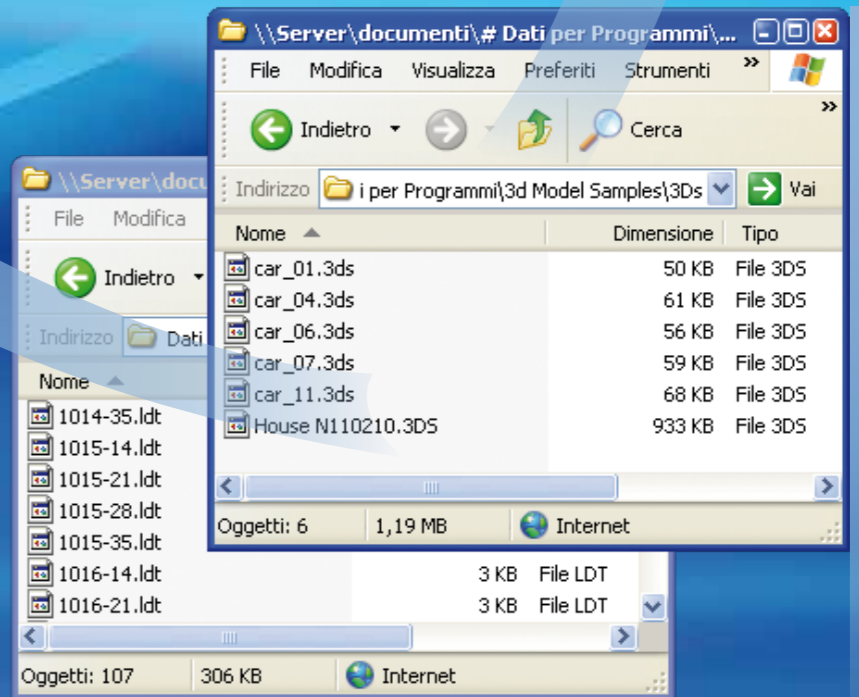 \\Server\documenti\# Dati per Programmi\...
File Modifica Visualizza Preferiti Strumenti »
Indietro Cerca »
Indirizzo i per Programmi\3d Model Samples\3Ds Vai
Nome Dimensione Tipo
car_01.3ds 50 KB File 3DS
car_04.3ds 61 KB File 3DS
car_06.3ds 56 KB File 3DS
car_07.3ds 59 KB File 3DS
car_11.3ds 68 KB File 3DS
House N110210.3DS 933 KB File 3DS
Oggetti: 6 1,19 MB Internet
\\Server\docu
File Modifica
Indietro
Indirizzo Dati
Nome
1014-35.ldt
1015-14.ldt
1015-21.ldt
1015-28.ldt
1015-35.ldt
1016-14.ldt 3 KB File LDT
1016-21.ldt 3 KB File LDT
Oggetti: 107 306 KB Internet